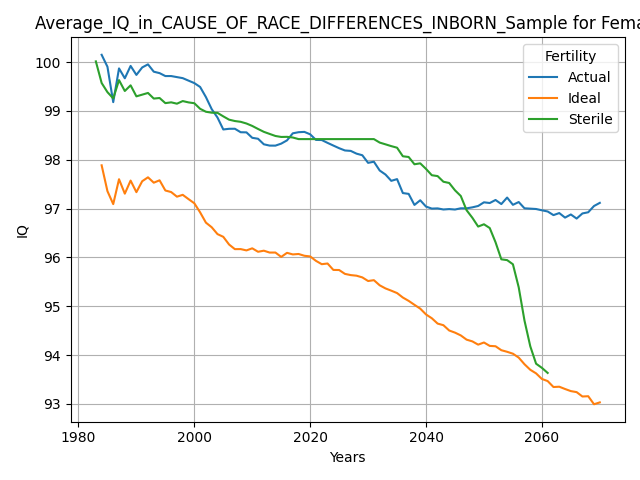 Average_IQ_in_CAUSE_OF_RACE_DIFFERENCES_INBORN_Sample for Fema
100
99
98
97
96
95
94
93
IQ
Fertility
Actual
Ideal
Sterile
1980
2000
2020
2040
2060
Years